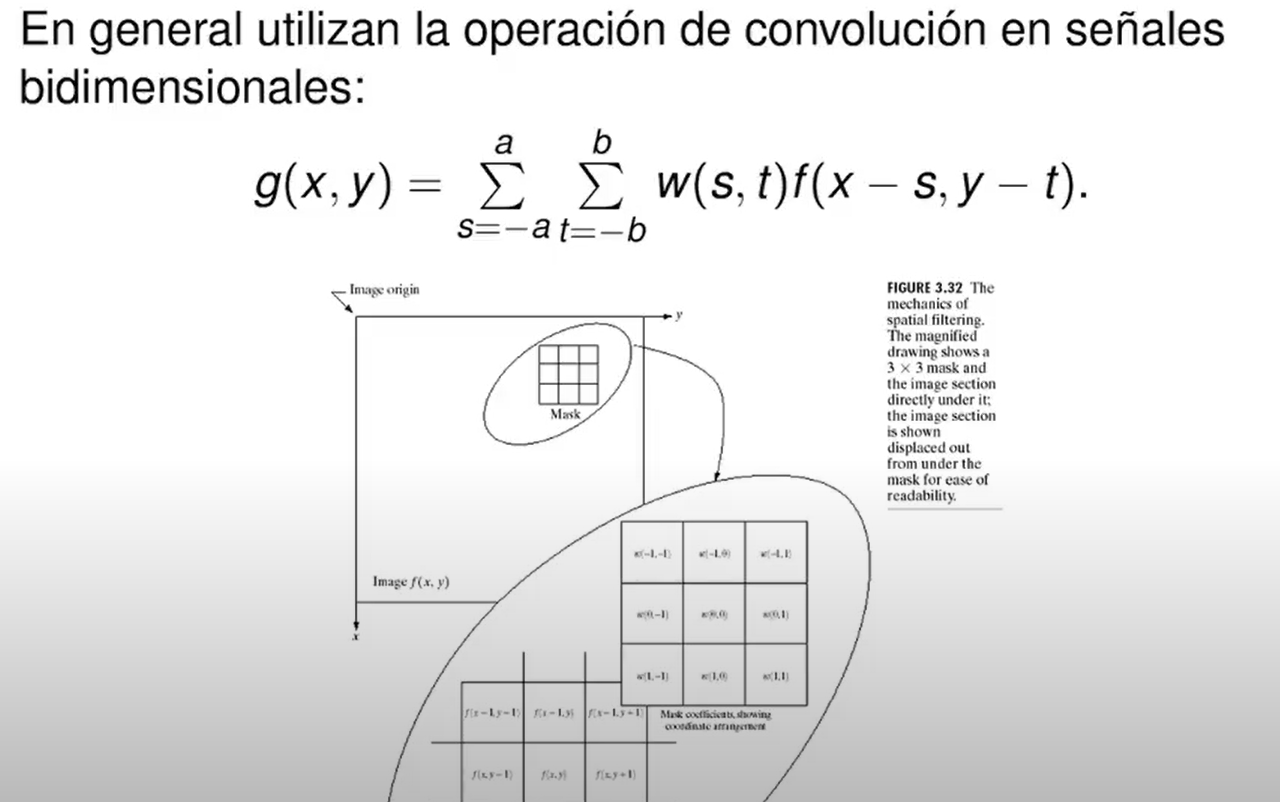 En general utilizan la operación de convolución en señales
bidimensionales:
a b
g(x, y) = ∑ ∑ w(s, t)f(x − s, y − t).
s=−a t=−b
Image origin
y
Mask
Image f(x, y)
x
FIGURE 3.32 The
mechanics of
spatial filtering.
The magnified
drawing shows a
3 × 3 mask and
the image section
directly under it;
the image section
is shown
displaced out
from under the
mask for ease of
readability.
w(−1,−1) w(−1,0) w(−1,1)
w(0,−1) w(0,0) w(0,1)
w(1,−1) w(1,0) w(1,1)
Mask coefficients, showing
coordinate arrangement
f(x−1,y−1) f(x−1,y) f(x−1,y+1)
f(x,y−1) f(x,y) f(x,y+1)